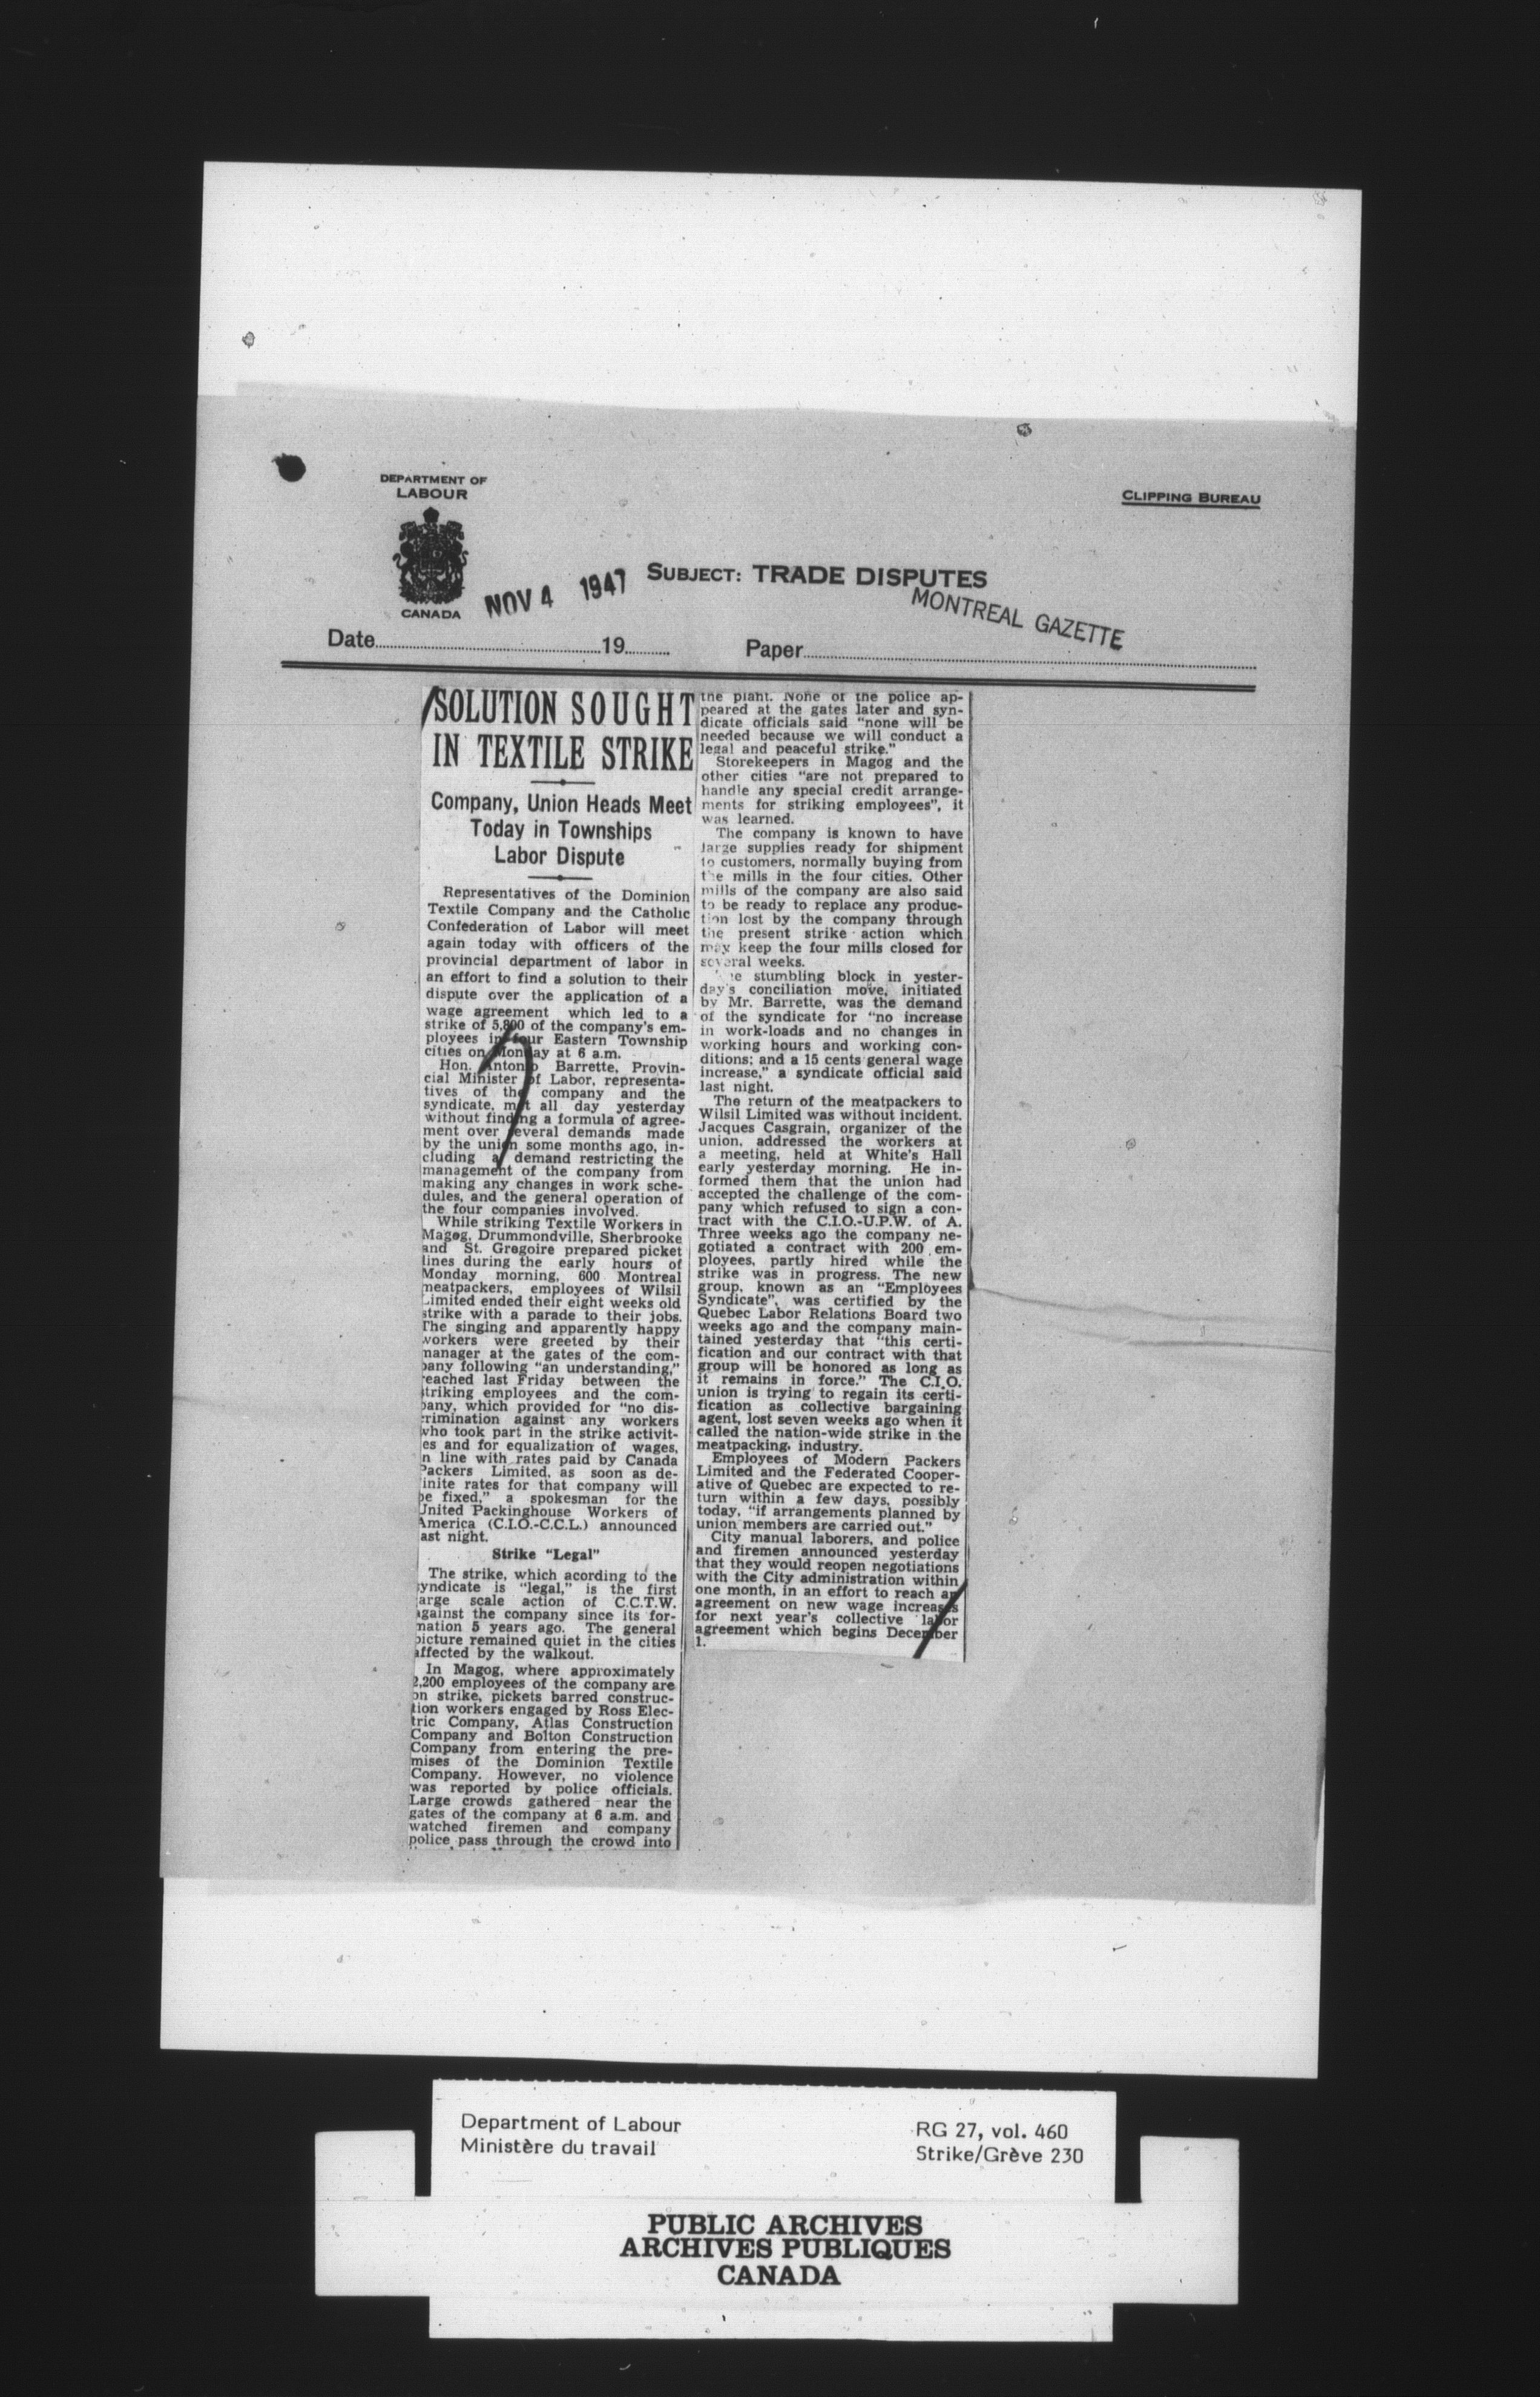 DEPARTMENT OF
LABOUR
CANADA
CLIPPING BUREAU
SUBJECT: TRADE DISPUTES
NOV 4 1947
MONTREAL GAZETTE
Date 19 Paper
SOLUTION SOUGHT
IN TEXTILE STRIKE
Company, Union Heads Meet
Today in Townships
Labor Dispute
Representatives of the Dominion
Textile Company and the Catholic
Confederation of Labor will meet
again today with officers of the
provincial department of labor in
an effort to find a solution to their
dispute over the application of a
wage agreement which led to a
strike of 5,800 of the company's em-
ployees in four Eastern Township
cities on Monday at 6 a.m.
Hon. Antonio Barrette, Provin-
cial Minister of Labor, representa-
tives of the company and the
syndicate, met all day yesterday
without finding a formula of agree-
ment over several demands made
by the union some months ago, in-
cluding a demand restricting the
management of the company from
making any changes in work sche-
dules, and the general operation of
the four companies involved.
While striking Textile Workers in
Magog, Drummondville, Sherbrooke
and St. Gregoire prepared picket
lines during the early hours of
Monday morning, 600 Montreal
meatpackers, employees of Wilsil
Limited ended their eight weeks old
strike with a parade to their jobs.
The singing and apparently happy
workers were greeted by their
manager at the gates of the com-
pany following "an understanding,"
reached last Friday between the
striking employees and the com-
pany, which provided for "no dis-
crimination against any workers
who took part in the strike activit-
ies and for equalization of wages,
in line with rates paid by Canada
Packers Limited, as soon as de-
finite rates for that company will
be fixed," a spokesman for the
United Packinghouse Workers of
America (C.I.O.-C.C.L.) announced
last night.
Strike "Legal"
The strike, which acording to the
syndicate is "legal," is the first
large scale action of C.C.T.W.
against the company since its for-
mation 5 years ago. The general
picture remained quiet in the cities
affected by the walkout.
In Magog, where approximately
2,200 employees of the company are
on strike, pickets barred construc-
tion workers engaged by Ross Elec-
tric Company, Atlas Construction
Company and Bolton Construction
Company from entering the pre-
mises of the Dominion Textile
Company. However, no violence
was reported by police officials.
Large crowds gathered near the
gates of the company at 6 a.m. and
watched firemen and company
police pass through the crowd into
the plant. None of the police ap-
peared at the gates later and syn-
dicate officials said "none will be
needed because we will conduct a
legal and peaceful strike."
Storekeepers in Magog and the
other cities "are not prepared to
handle any special credit arrange-
ments for striking employees", it
was learned.
The company is known to have
large supplies ready for shipment
to customers, normally buying from
the mills in the four cities. Other
mills of the company are also said
to be ready to replace any produc-
tion lost by the company through
the present strike action which
may keep the four mills closed for
several weeks.
The stumbling block in yester-
day's conciliation move, initiated
by Mr. Barrette, was the demand
of the syndicate for "no increase
in work-loads and no changes in
working hours and working con-
ditions; and a 15 cents general wage
increase," a syndicate official said
last night.
The return of the meatpackers to
Wilsil Limited was without incident.
Jacques Casgrain, organizer of the
union, addressed the workers at
a meeting, held at White's Hall
early yesterday morning. He in-
formed them that the union had
accepted the challenge of the com-
pany which refused to sign a con-
tract with the C.I.O.-U.P.W. of A.
Three weeks ago the company ne-
gotiated a contract with 200 em-
ployees, partly hired while the
strike was in progress. The new
group, known as an "Employees
Syndicate", was certified by the
Quebec Labor Relations Board two
weeks ago and the company main-
tained yesterday that "this certi-
fication and our contract with that
group will be honored as long as
it remains in force." The C.I.O.
union is trying to regain its certi-
fication as collective bargaining
agent, lost seven weeks ago when it
called the nation-wide strike in the
meatpacking industry.
Employees of Modern Packers
Limited and the Federated Cooper-
ative of Quebec are expected to re-
turn within a few days, possibly
today, "if arrangements planned by
union members are carried out."
City manual laborers, and police
and firemen announced yesterday
that they would reopen negotiations
with the City administration within
one month, in an effort to reach an
agreement on new wage increases
for next year's collective labor
agreement which begins December
1.
Department of Labour
Ministère du travail
RG 27, vol. 460
Strike/Grève 230
PUBLIC ARCHIVES
ARCHIVES PUBLIQUES
CANADA